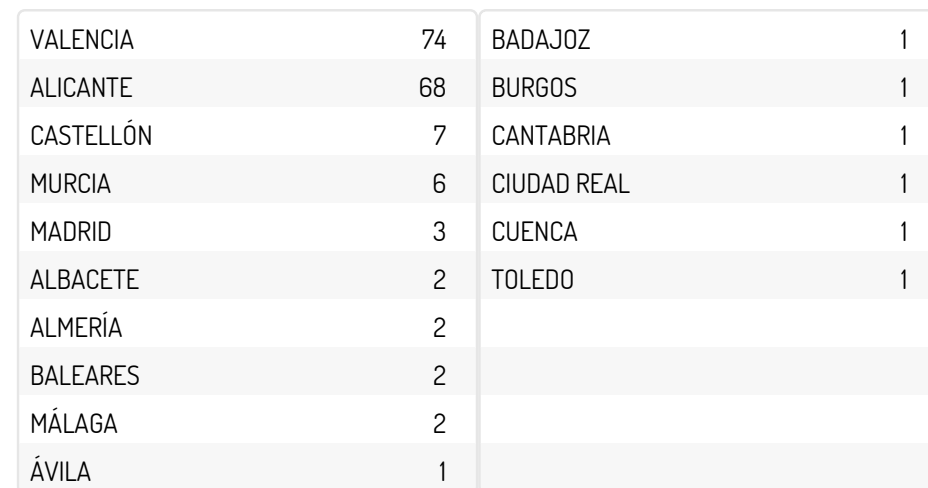 VALENCIA 74
ALICANTE 68
CASTELLÓN 7
MURCIA 6
MADRID 3
ALBACETE 2
ALMERÍA 2
BALEARES 2
MÁLAGA 2
ÁVILA 1
BADAJOZ 1
BURGOS 1
CANTABRIA 1
CIUDAD REAL 1
CUENCA 1
TOLEDO 1